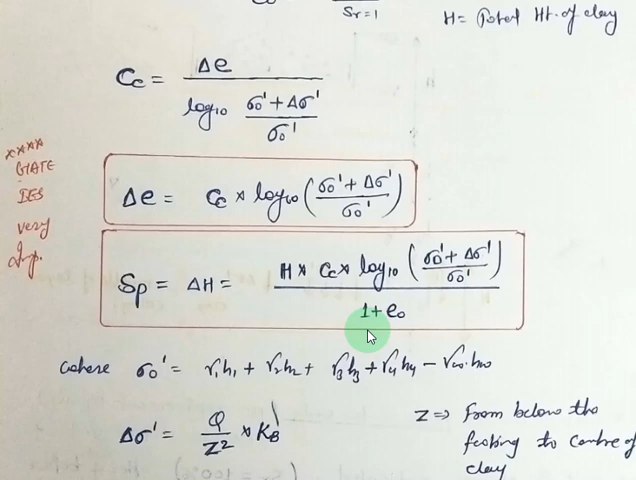 Sr=1
H= Total Ht. of clay
Cc = Δe / log10 (σ0' + Δσ' / σ0')
xxxx
GATE
IES
very
Imp.
Δe = Cc × log10 (σ0' + Δσ' / σ0')
Sp = ΔH = H × Cc × log10 (σ0' + Δσ' / σ0') / 1+e0
where σ0' = γ1h1 + γ2h2 + γ3h3 + γ4h4 − γw.hw
Δσ' = Q / Z² × KB
Z => from below the
footing to centre of
clay